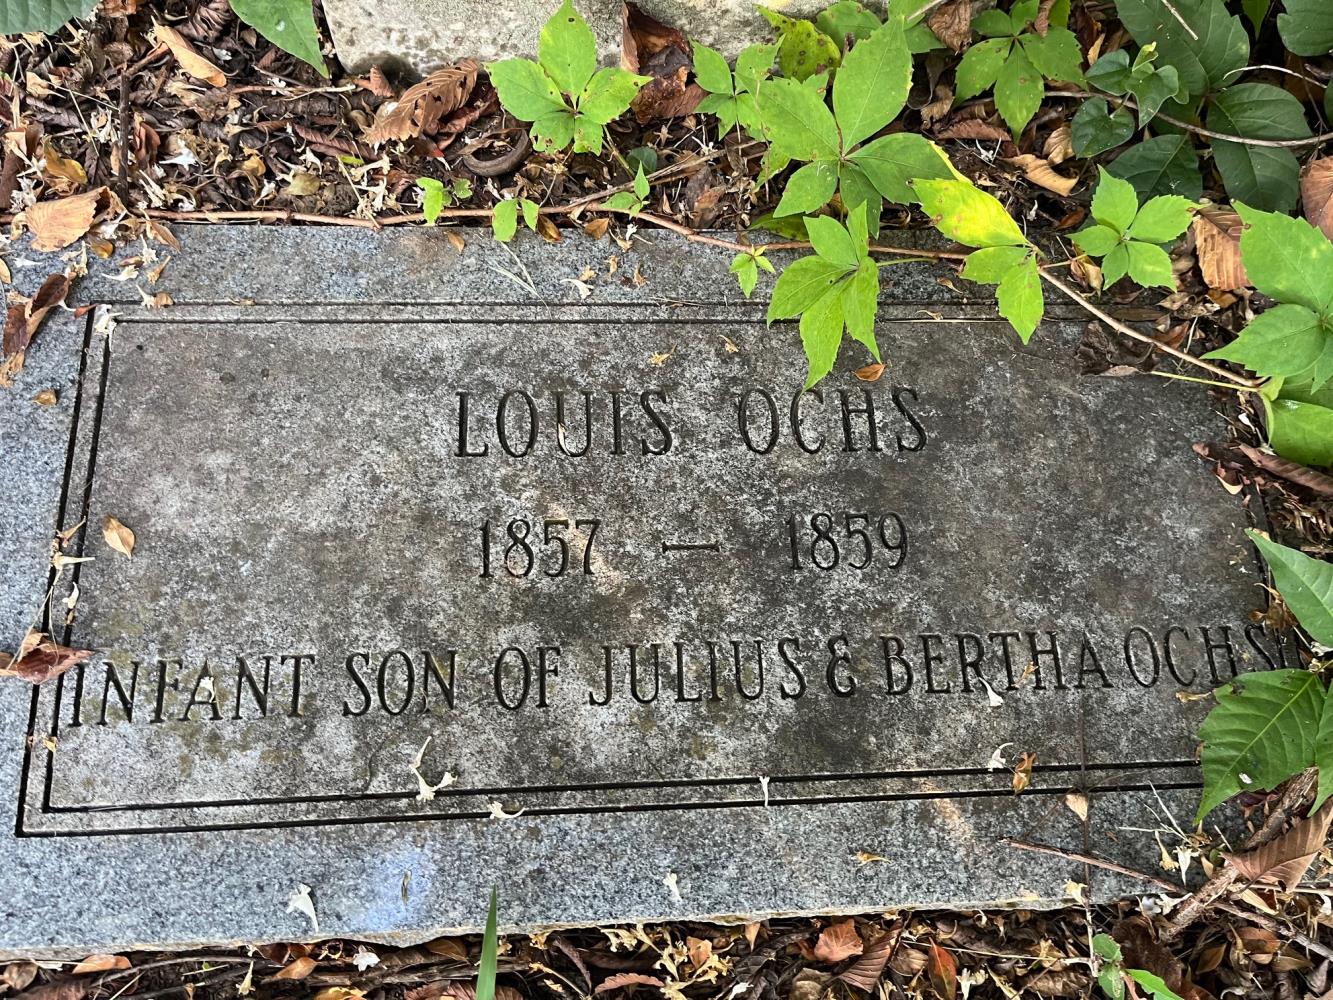 LOUIS OCHS
1857 — 1859
INFANT SON OF JULIUS & BERTHA OCHS